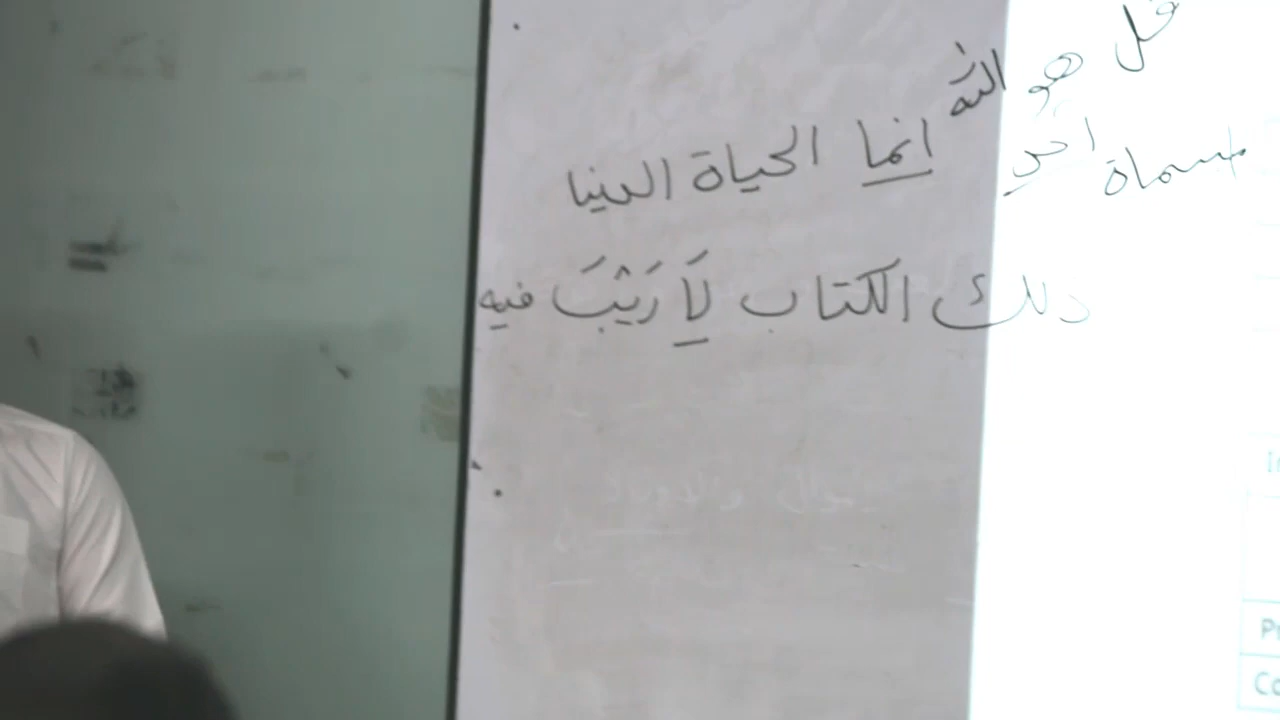 قل هو الله
احد
مسماة
انما الحياة الدنيا
ذلك الكتاب لَا رَيْبَ فيه